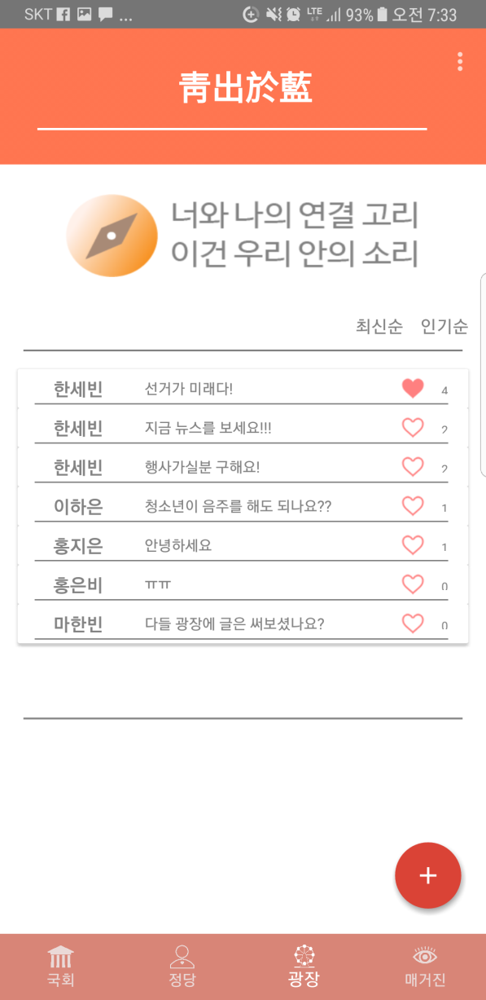 SKT ... LTE 93% 오전 7:33
靑出於藍
너와 나의 연결 고리
이건 우리 안의 소리
최신순 인기순
한세빈 선거가 미래다! 4
한세빈 지금 뉴스를 보세요!!! 2
한세빈 행사가실분 구해요! 2
이하은 청소년이 음주를 해도 되나요?? 1
홍지은 안녕하세요 1
홍은비 ㅠㅠ 0
마한빈 다들 광장에 글은 써보셨나요? 0
+
국회 정당 광장 매거진